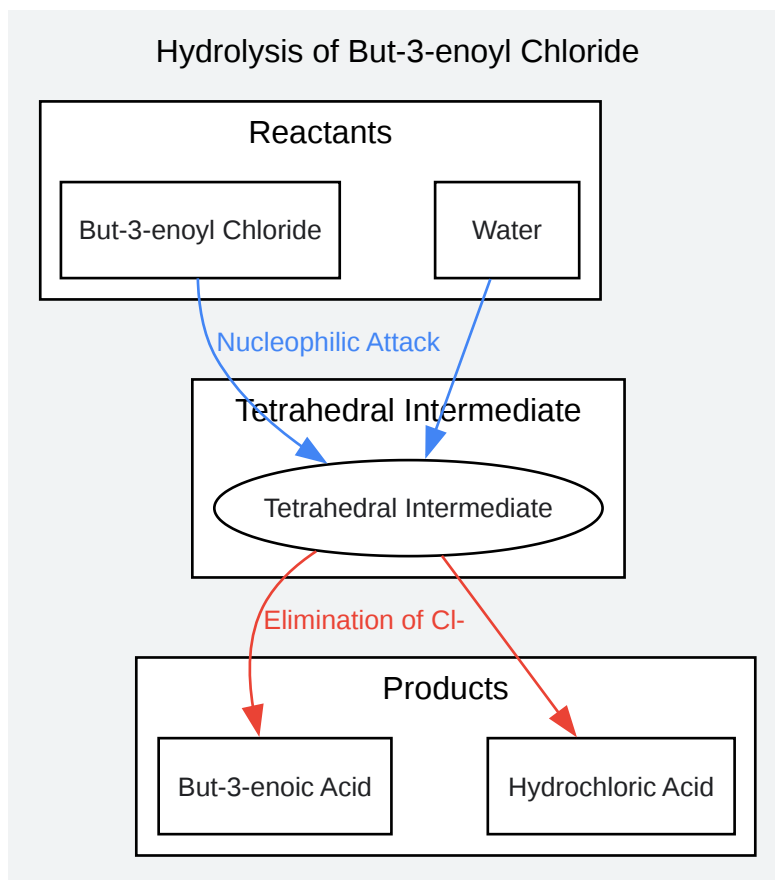 Hydrolysis of But-3-enoyl Chloride
Reactants
But-3-enoyl Chloride
Water
Nucleophilic Attack
Tetrahedral Intermediate
Tetrahedral Intermediate
Elimination of Cl-
Products
But-3-enoic Acid
Hydrochloric Acid